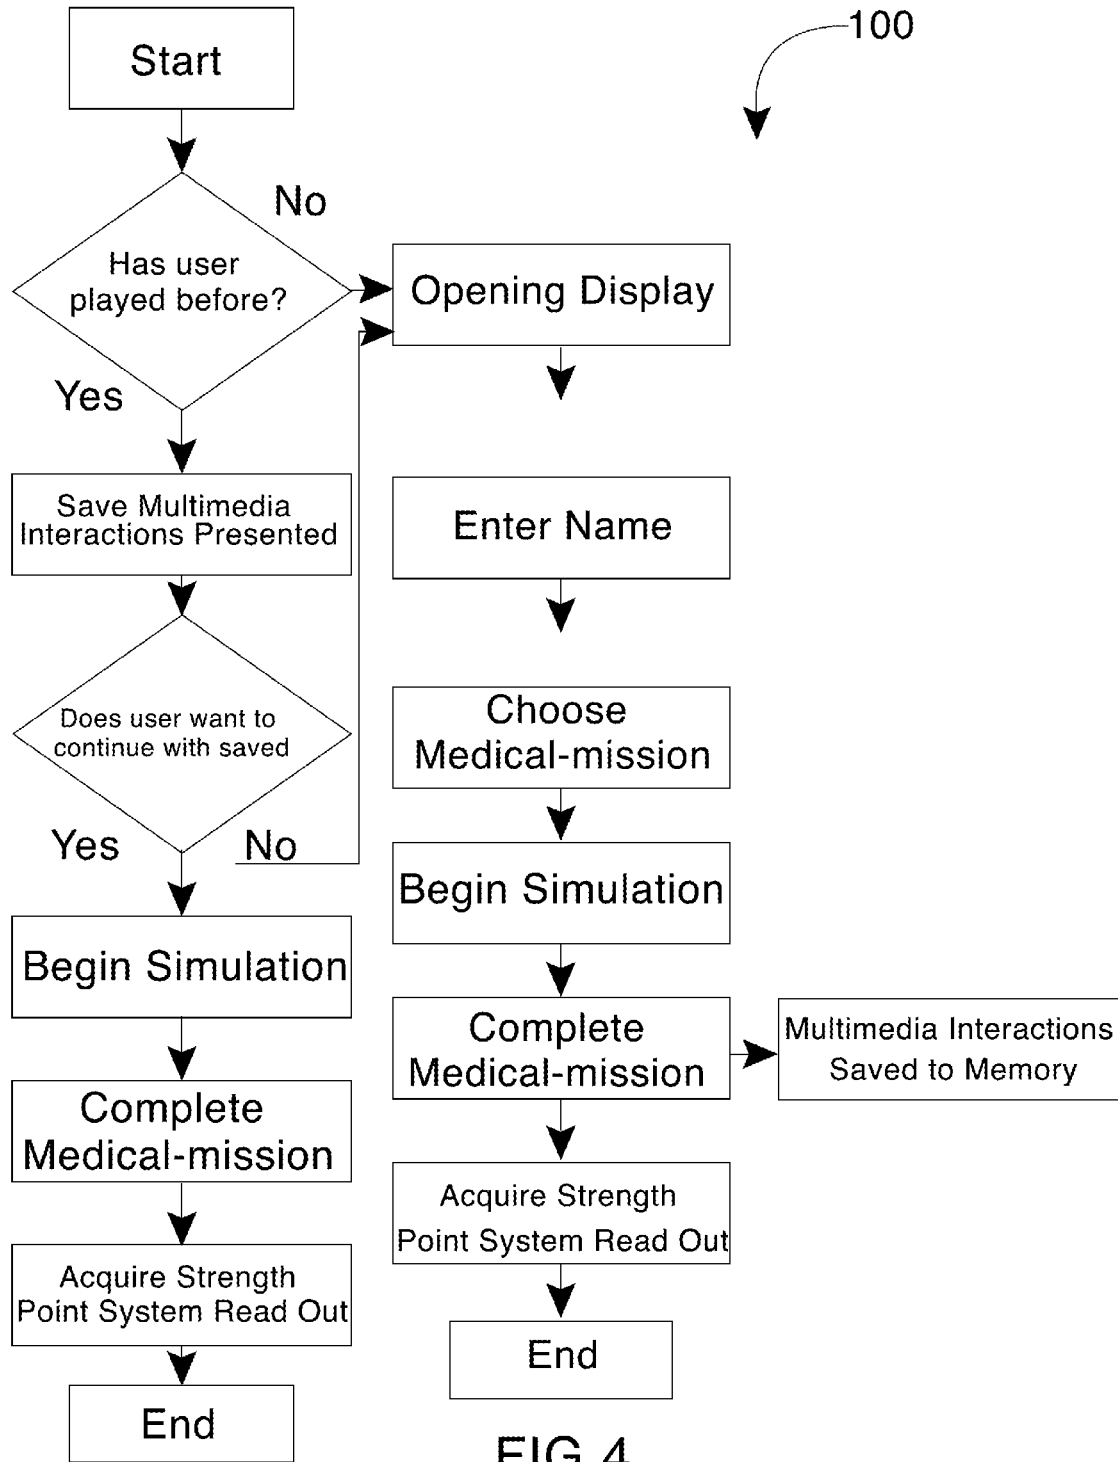 Start
100
No
Has user
played before?
Opening Display
Yes
Save Multimedia
Interactions Presented
Enter Name
Does user want to
continue with saved
Choose
Medical-mission
Yes
No
Begin Simulation
Begin Simulation
Complete
Medical-mission
Multimedia Interactions
Saved to Memory
Complete
Medical-mission
Acquire Strength
Point System Read Out
Acquire Strength
Point System Read Out
End
End
FIG 4